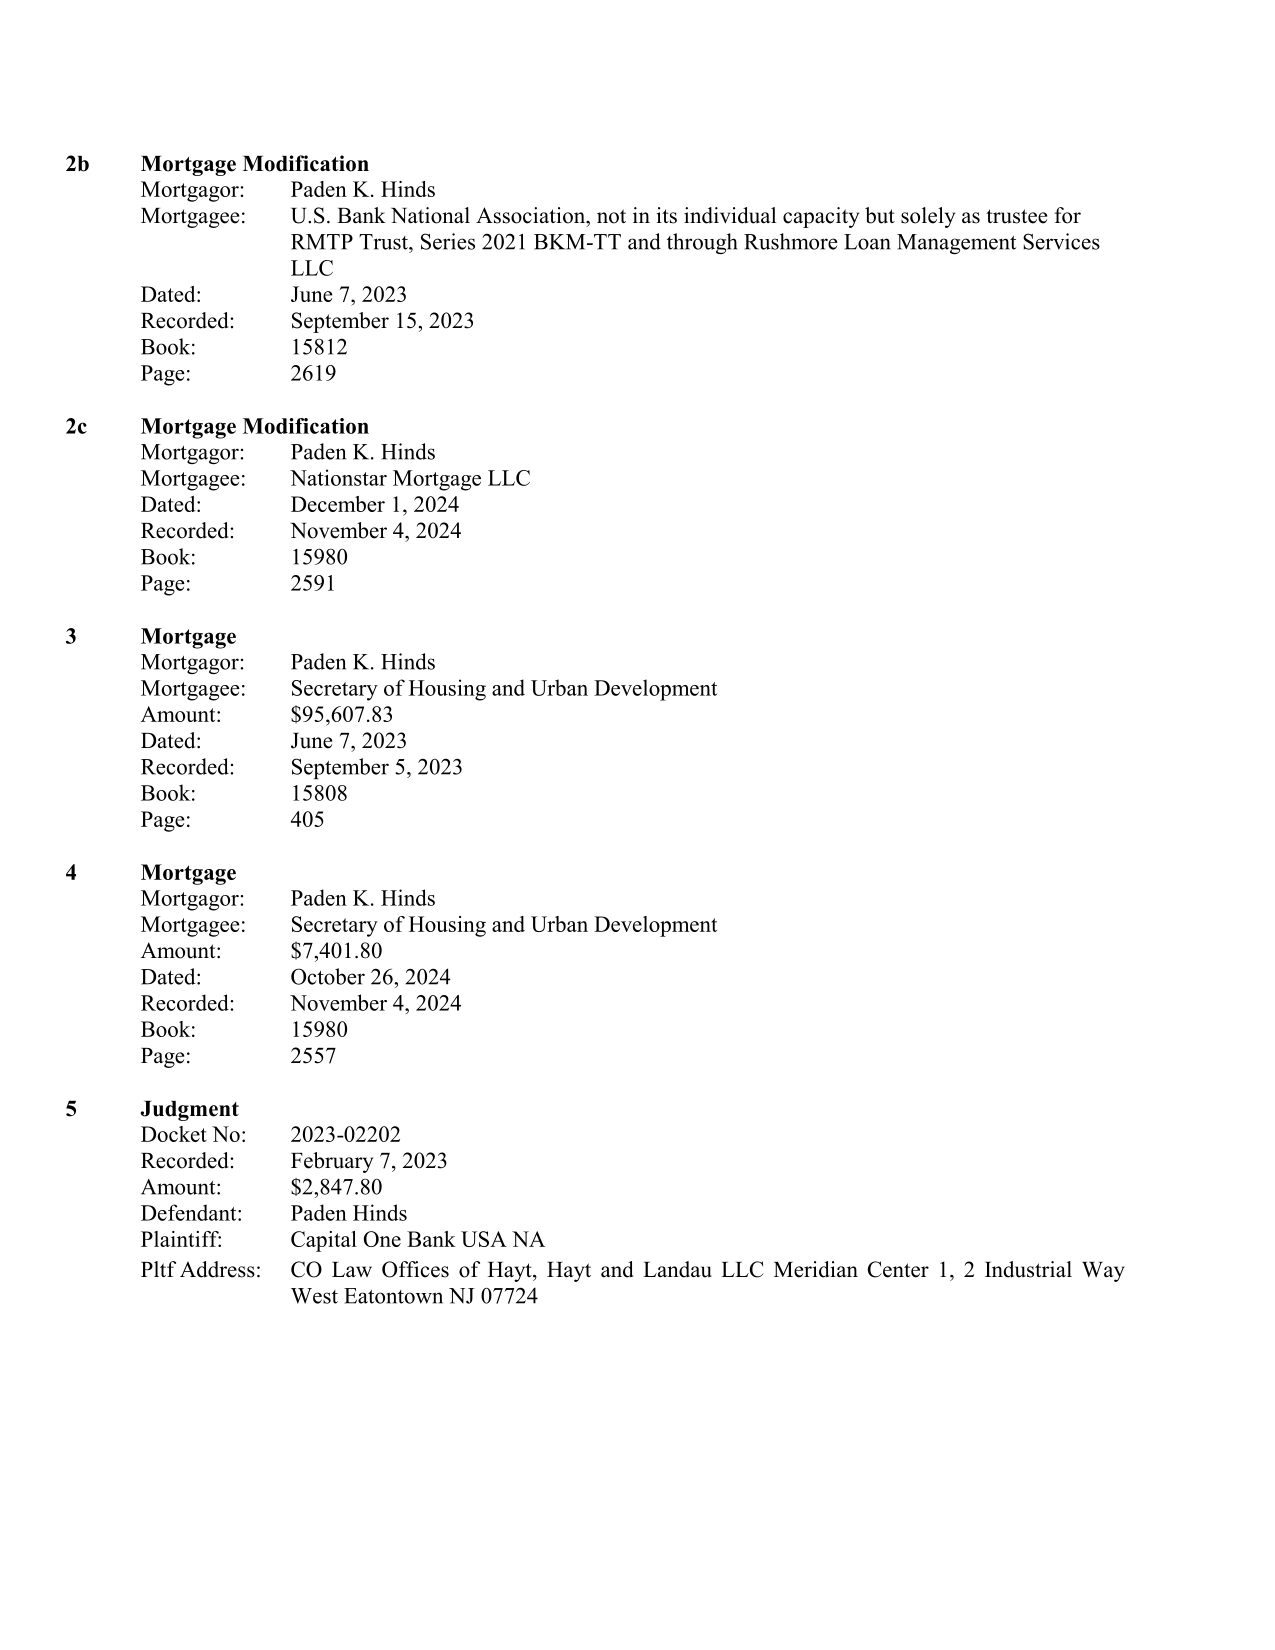 2b Mortgage Modification
Mortgagor: Paden K. Hinds
Mortgagee: U.S. Bank National Association, not in its individual capacity but solely as trustee for
RMTP Trust, Series 2021 BKM-TT and through Rushmore Loan Management Services
LLC
Dated: June 7, 2023
Recorded: September 15, 2023
Book: 15812
Page: 2619
2c Mortgage Modification
Mortgagor: Paden K. Hinds
Mortgagee: Nationstar Mortgage LLC
Dated: December 1, 2024
Recorded: November 4, 2024
Book: 15980
Page: 2591
3 Mortgage
Mortgagor: Paden K. Hinds
Mortgagee: Secretary of Housing and Urban Development
Amount: $95,607.83
Dated: June 7, 2023
Recorded: September 5, 2023
Book: 15808
Page: 405
4 Mortgage
Mortgagor: Paden K. Hinds
Mortgagee: Secretary of Housing and Urban Development
Amount: $7,401.80
Dated: October 26, 2024
Recorded: November 4, 2024
Book: 15980
Page: 2557
5 Judgment
Docket No: 2023-02202
Recorded: February 7, 2023
Amount: $2,847.80
Defendant: Paden Hinds
Plaintiff: Capital One Bank USA NA
Pltf Address: CO Law Offices of Hayt, Hayt and Landau LLC Meridian Center 1, 2 Industrial Way
West Eatontown NJ 07724